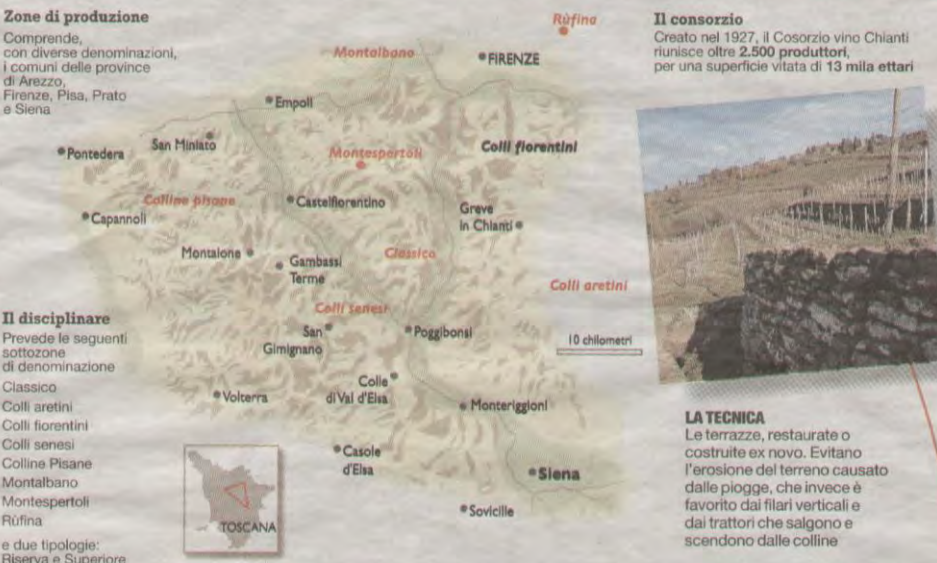 Zone di produzione
Comprende,
con diverse denominazioni,
i comuni delle province
di Arezzo,
Firenze, Pisa, Prato
e Siena
Il disciplinare
Prevede le seguenti
sottozone
di denominazione
Classico
Colli aretini
Colli fiorentini
Colli senesi
Colline Pisane
Montalbano
Montespertoli
Rùfina
e due tipologie:
Riserva e Superiore
Rùfina
Montalbano
FIRENZE
Empoli
San Miniato
Pontedera
Montespertoli
Colli fiorentini
Colline pisane
Castelfiorentino
Capannoli
Greve
in Chianti
Montaione
Gambassi
Terme
Classico
Colli aretini
Colli senesi
San
Gimignano
Poggibonsi
10 chilometri
Volterra
Colle
di Val d'Elsa
Monteriggioni
Casole
d'Elsa
Siena
Sovicille
TOSCANA
Il consorzio
Creato nel 1927, il Cosorzio vino Chianti
riunisce oltre 2.500 produttori,
per una superficie vitata di 13 mila ettari
LA TECNICA
Le terrazze, restaurate o
costruite ex novo. Evitano
l'erosione del terreno causato
dalle piogge, che invece è
favorito dai filari verticali e
dai trattori che salgono e
scendono dalle colline